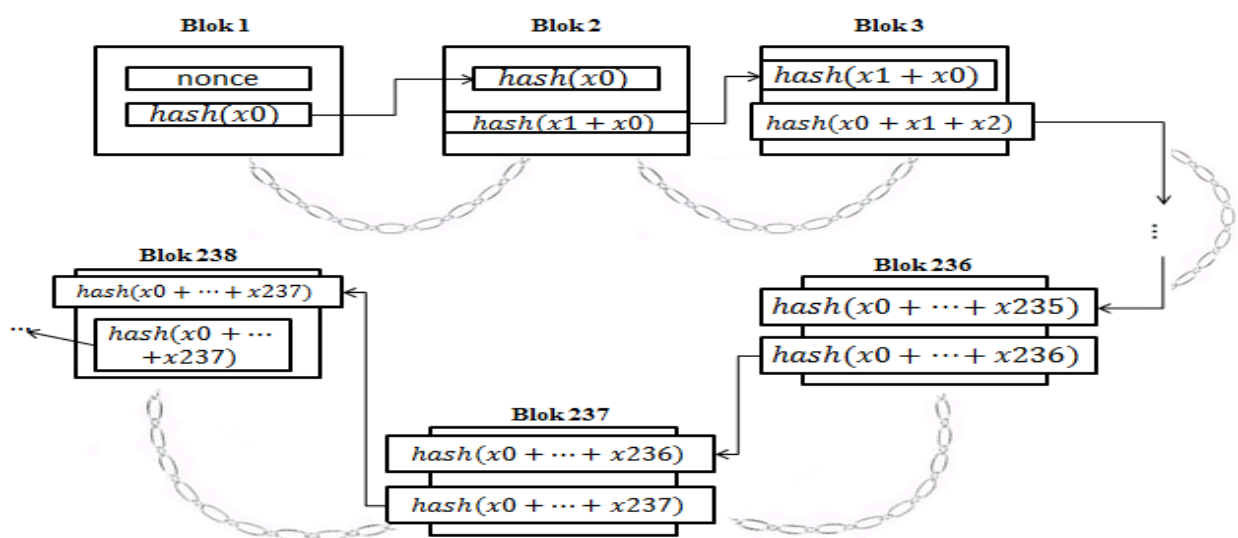 Blok 1
nonce
hash(x0)
Blok 2
hash(x0)
hash(x1 + x0)
Blok 3
hash(x1 + x0)
hash(x0 + x1 + x2)
...
Blok 236
hash(x0 + ⋯ + x235)
hash(x0 + ⋯ + x236)
Blok 237
hash(x0 + ⋯ + x236)
hash(x0 + ⋯ + x237)
Blok 238
hash(x0 + ⋯ + x237)
hash(x0 + ⋯
+x237)
...